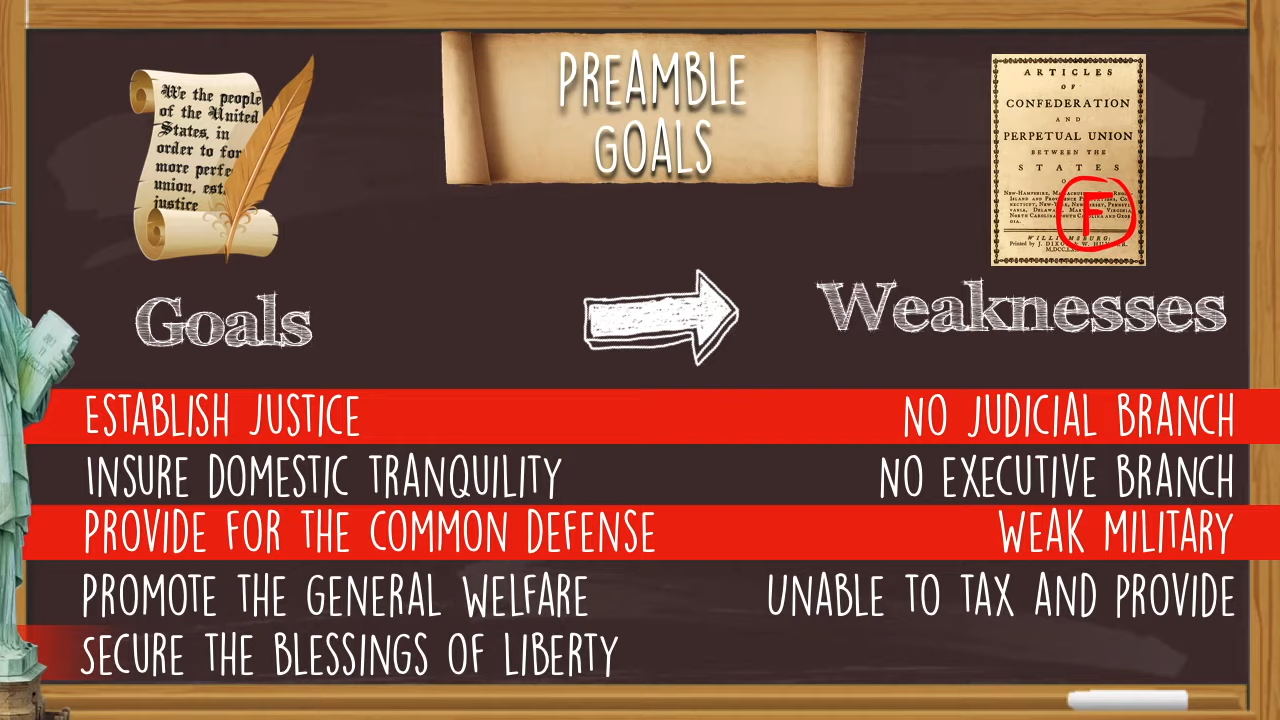 PREAMBLE
GOALS
We the people
of the United
States, in
order to for
more perfe
union, est
justice
ARTICLES
OF
CONFEDERATION
AND
PERPETUAL UNION
BETWEEN THE
STATES
F
Goals
Weaknesses
ESTABLISH JUSTICE
NO JUDICIAL BRANCH
INSURE DOMESTIC TRANQUILITY
NO EXECUTIVE BRANCH
PROVIDE FOR THE COMMON DEFENSE
WEAK MILITARY
PROMOTE THE GENERAL WELFARE
UNABLE TO TAX AND PROVIDE
SECURE THE BLESSINGS OF LIBERTY